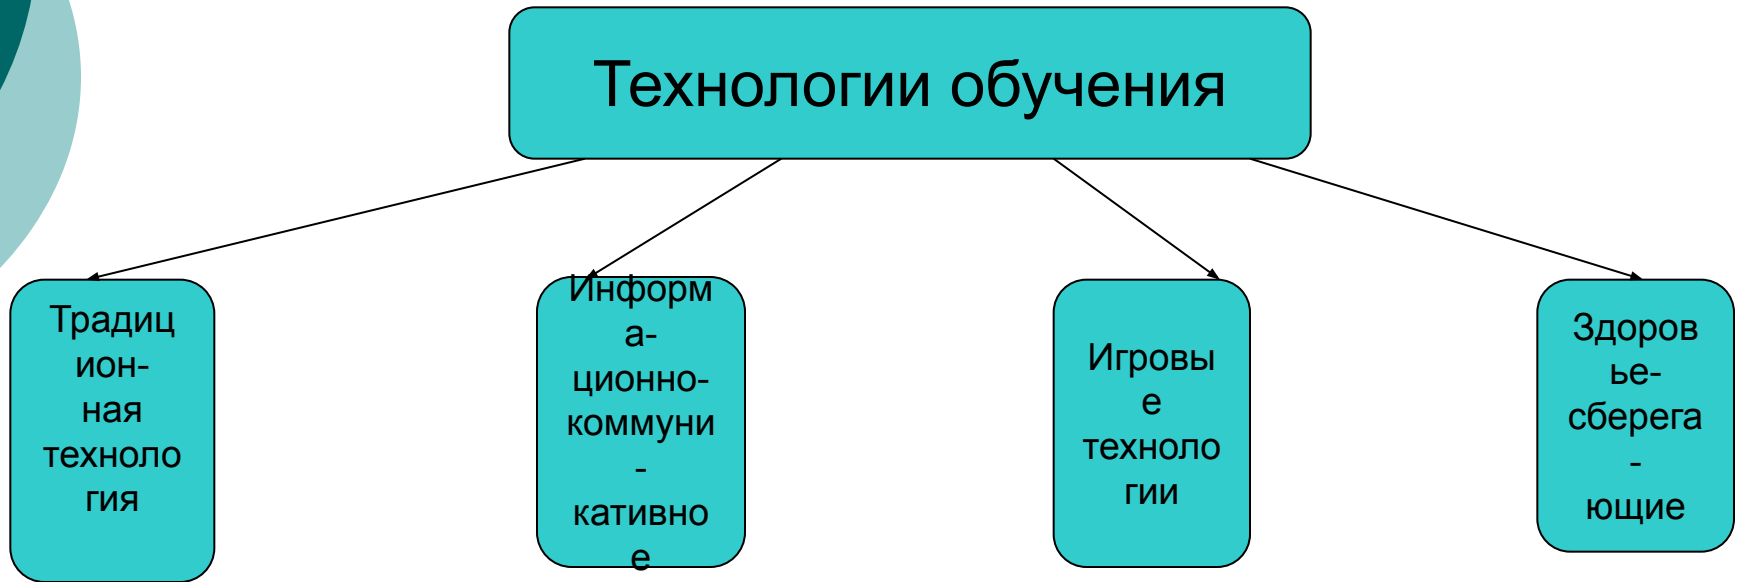 Технологии обучения
Традиц
ион-
ная
техноло
гия
Информ
а-
ционно-
коммуни
-
кативно
е
Игровы
е
техноло
гии
Здоров
ье-
сберега
-
ющие